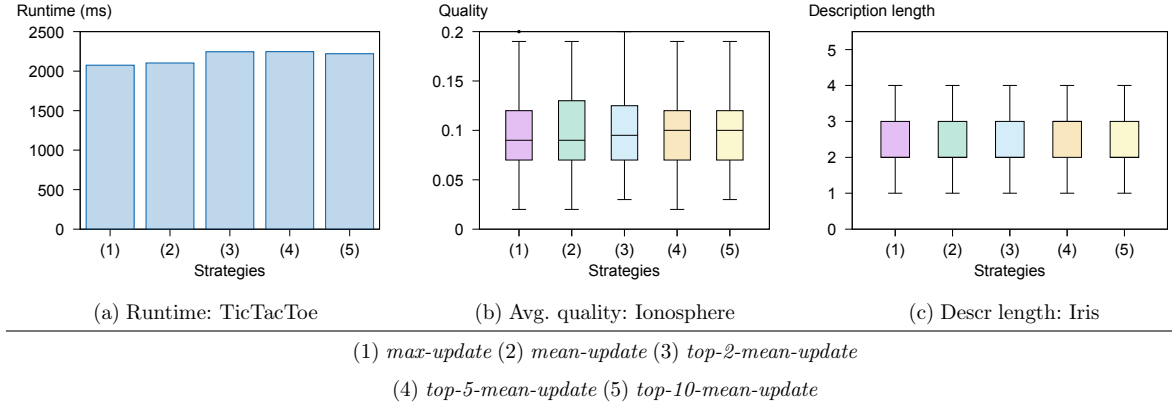 Runtime (ms)
2500
2000
1500
1000
500
0
(1) (2) (3) (4) (5)
Strategies
Quality
0.2
0.15
0.1
0.05
0
(1) (2) (3) (4) (5)
Strategies
Description length
5
4
3
2
1
0
(1) (2) (3) (4) (5)
Strategies
(a) Runtime: TicTacToe
(b) Avg. quality: Ionosphere
(c) Descr length: Iris
(1) max-update (2) mean-update (3) top-2-mean-update
(4) top-5-mean-update (5) top-10-mean-update